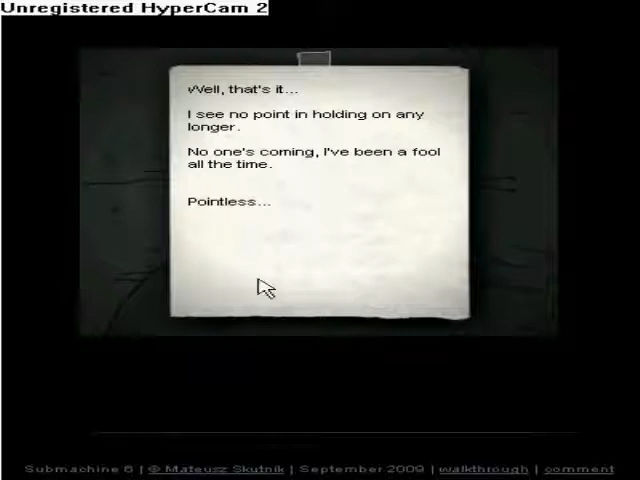 Unregistered HyperCam 2
Well, that's it...
I see no point in holding on any
longer.
No one's coming, I've been a fool
all the time.
Pointless...
Submachine 6 | © Mateusz Skutnik | September 2009 | walkthrough | comment